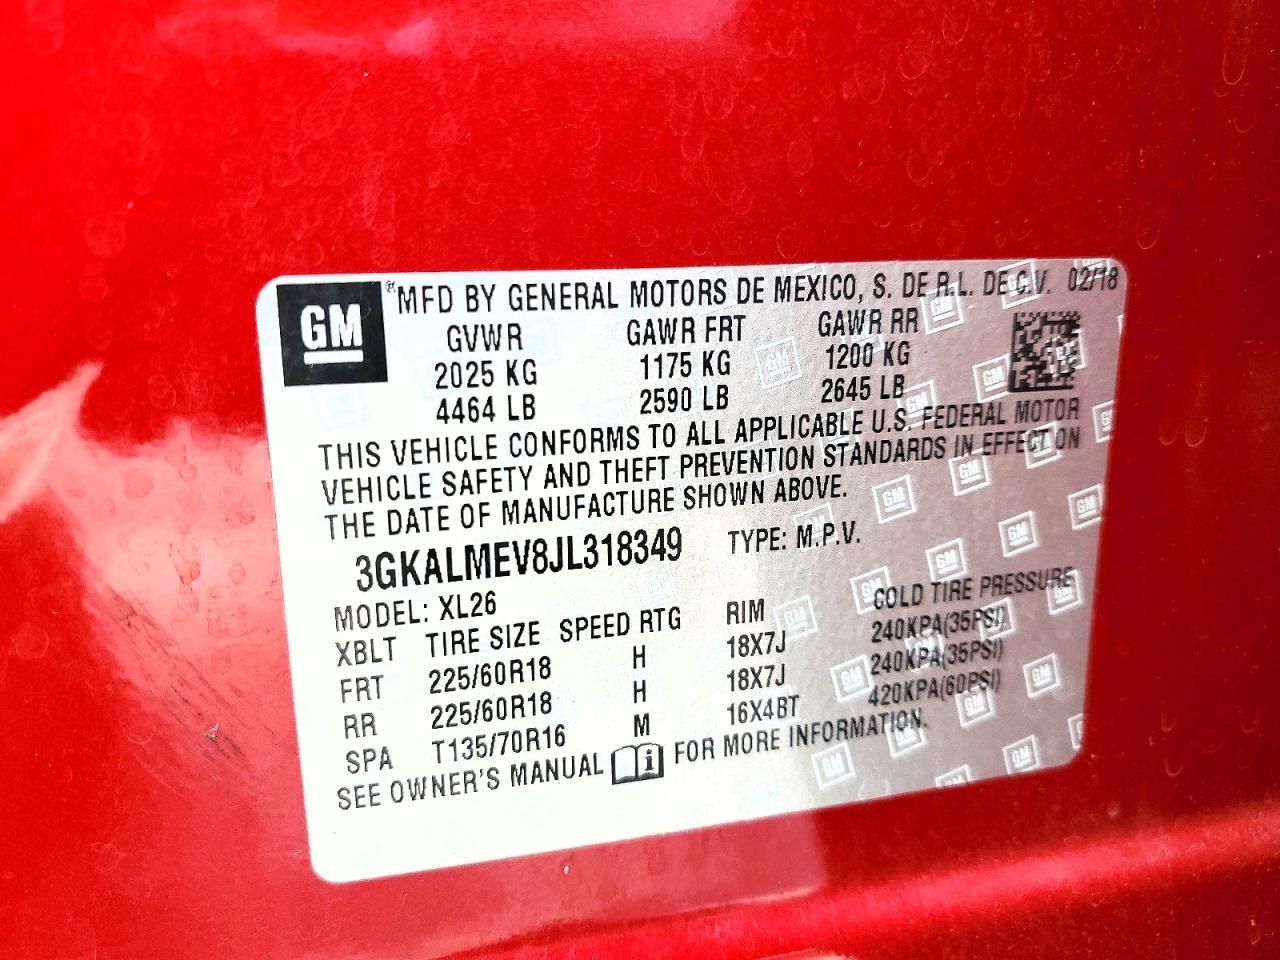 GM ®MFD BY GENERAL MOTORS DE MEXICO, S. DE R.L. DE C.V. 02/18
GVWR GAWR FRT GAWR RR
2025 KG 1175 KG 1200 KG
4464 LB 2590 LB 2645 LB
THIS VEHICLE CONFORMS TO ALL APPLICABLE U.S. FEDERAL MOTOR
VEHICLE SAFETY AND THEFT PREVENTION STANDARDS IN EFFECT ON
THE DATE OF MANUFACTURE SHOWN ABOVE.
3GKALMEV8JL318349 TYPE: M.P.V.
MODEL: XL26
XBLT TIRE SIZE SPEED RTG RIM COLD TIRE PRESSURE
FRT 225/60R18 H 18X7J 240KPA(35PSI)
RR 225/60R18 H 18X7J 240KPA(35PSI)
SPA T135/70R16 M 16X4BT 420KPA(60PSI)
SEE OWNER'S MANUAL i FOR MORE INFORMATION.